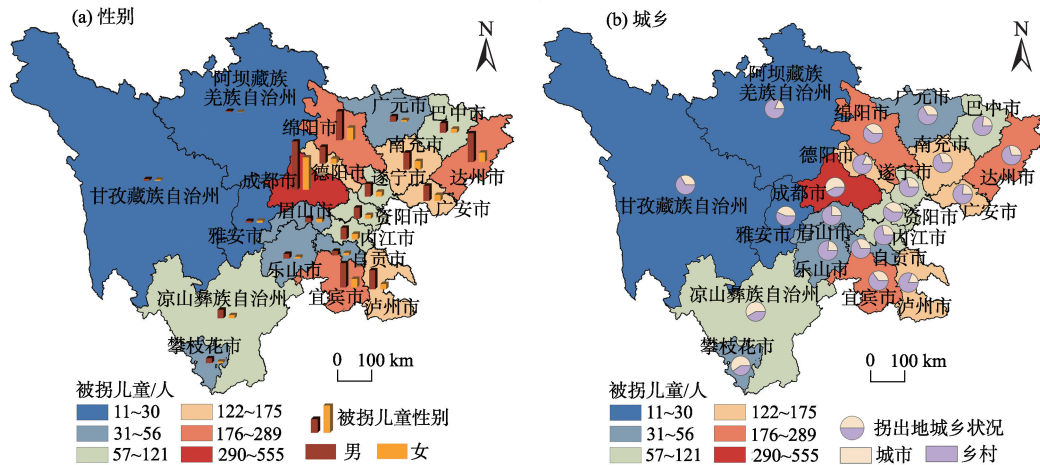 (a) 性别
N
阿坝藏族
羌族自治州
广元市
巴中市
绵阳市
南充市
德阳市
遂宁市
达州市
成都市
甘孜藏族自治州
广安市
眉山市
资阳市
雅安市
内江市
乐山市
自贡市
凉山彝族自治州
宜宾市
泸州市
攀枝花市
0 100 km
被拐儿童/人
11~30
122~175
31~56
176~289
57~121
290~555
被拐儿童性别
男
女
(b) 城乡
N
阿坝藏族
羌族自治州
广元市
巴中市
绵阳市
南充市
德阳市
遂宁市
达州市
成都市
甘孜藏族自治州
广安市
资阳市
眉山市
雅安市
内江市
自贡市
乐山市
凉山彝族自治州
宜宾市
泸州市
攀枝花市
0 100 km
被拐儿童/人
11~30
122~175
31~56
176~289
57~121
290~555
拐出地城乡状况
城市
乡村